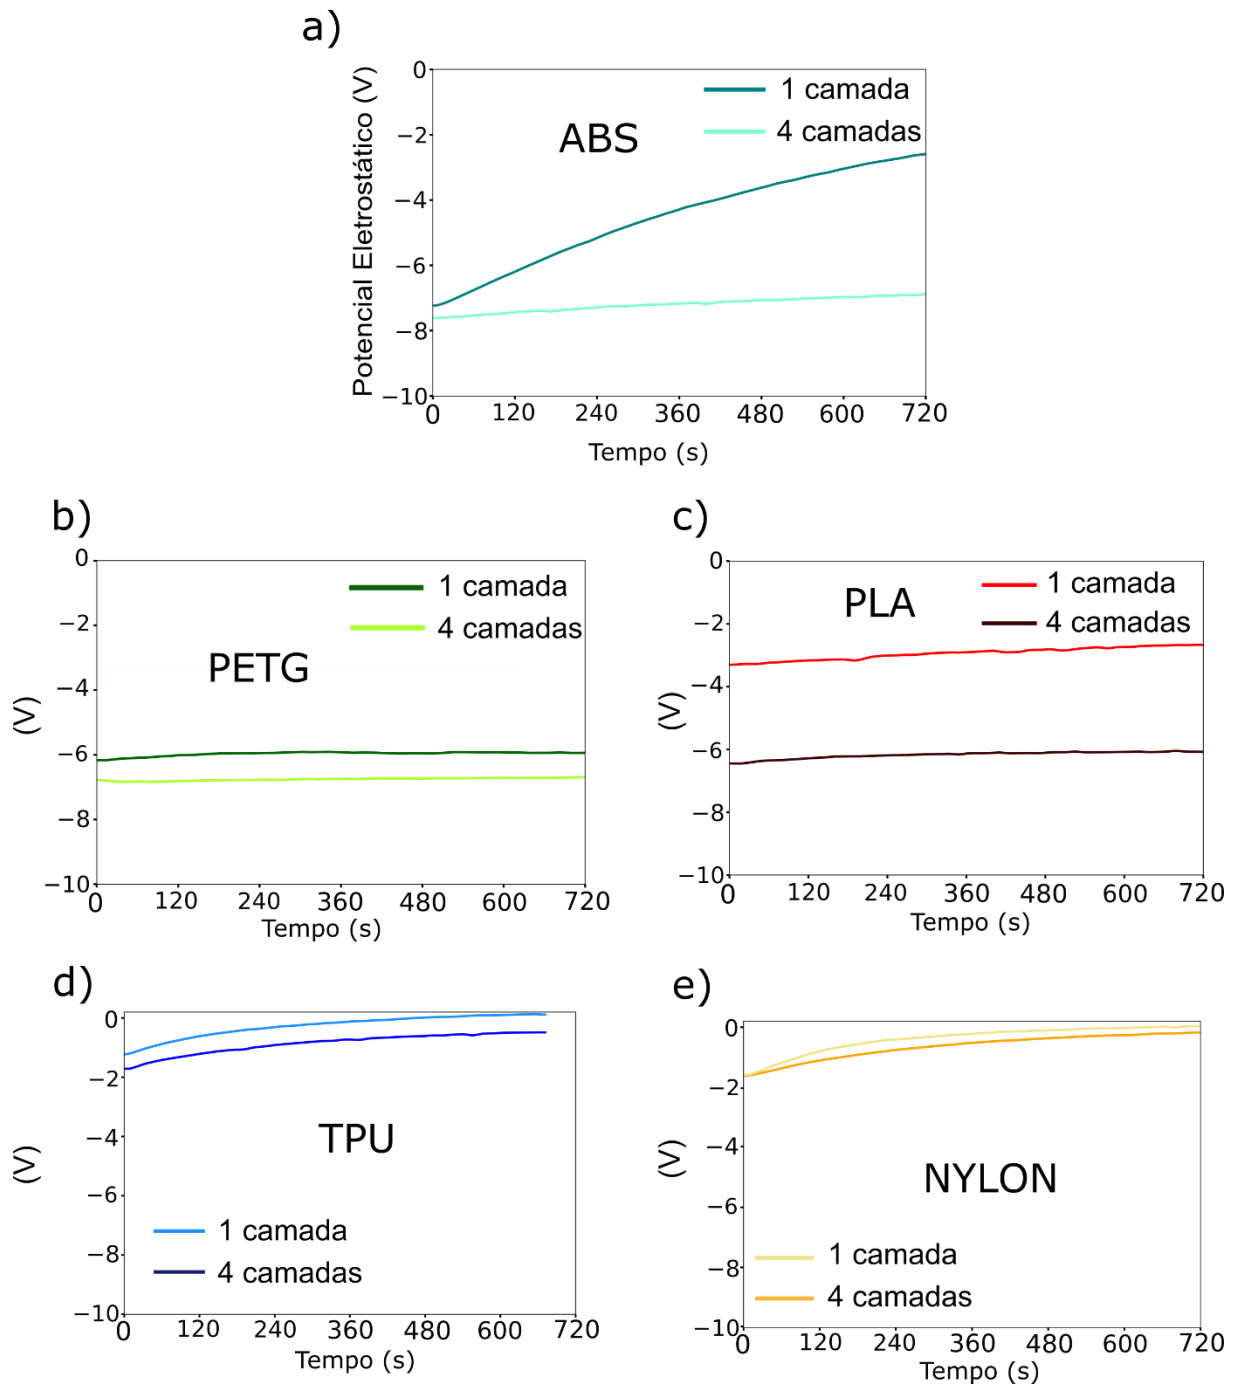 a)
Potencial Eletrostático (V)
0
−2
−4
−6
−8
−10
1 camada
4 camadas
ABS
0 120 240 360 480 600 720
Tempo (s)
b)
(V)
0
−2
−4
−6
−8
−10
1 camada
4 camadas
PETG
0 120 240 360 480 600 720
Tempo (s)
c)
(V)
0
−2
−4
−6
−8
−10
1 camada
4 camadas
PLA
0 120 240 360 480 600 720
Tempo (s)
d)
(V)
0
−2
−4
−6
−8
−10
TPU
1 camada
4 camadas
0 120 240 360 480 600 720
Tempo (s)
e)
(V)
0
−2
−4
−6
−8
−10
NYLON
1 camada
4 camadas
0 120 240 360 480 600 720
Tempo (s)